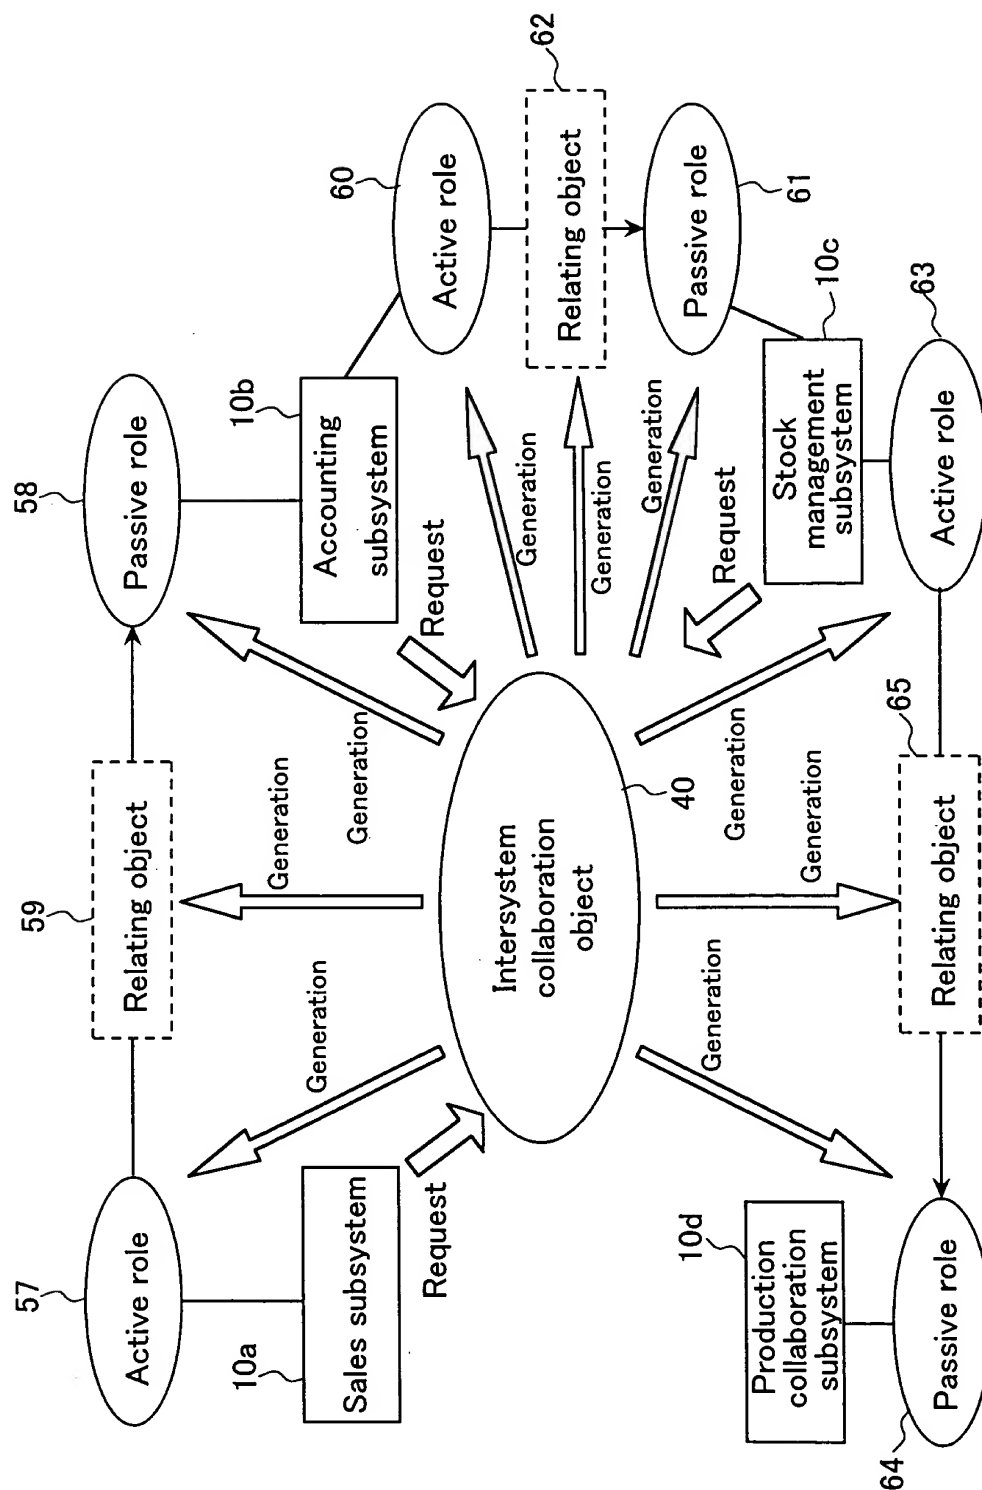 57
59
58
Active role
Relating object
Passive role
10a
10b
Sales subsystem
Accounting
subsystem
Generation
Generation
Generation
Request
Request
60
Active role
Generation
62
Relating object
Generation
Generation
61
Passive role
Intersystem
collaboration
object
40
Request
10d
Production
collaboration
subsystem
Generation
Generation
Generation
10c
Stock
management
subsystem
64
Passive role
65
Relating object
63
Active role